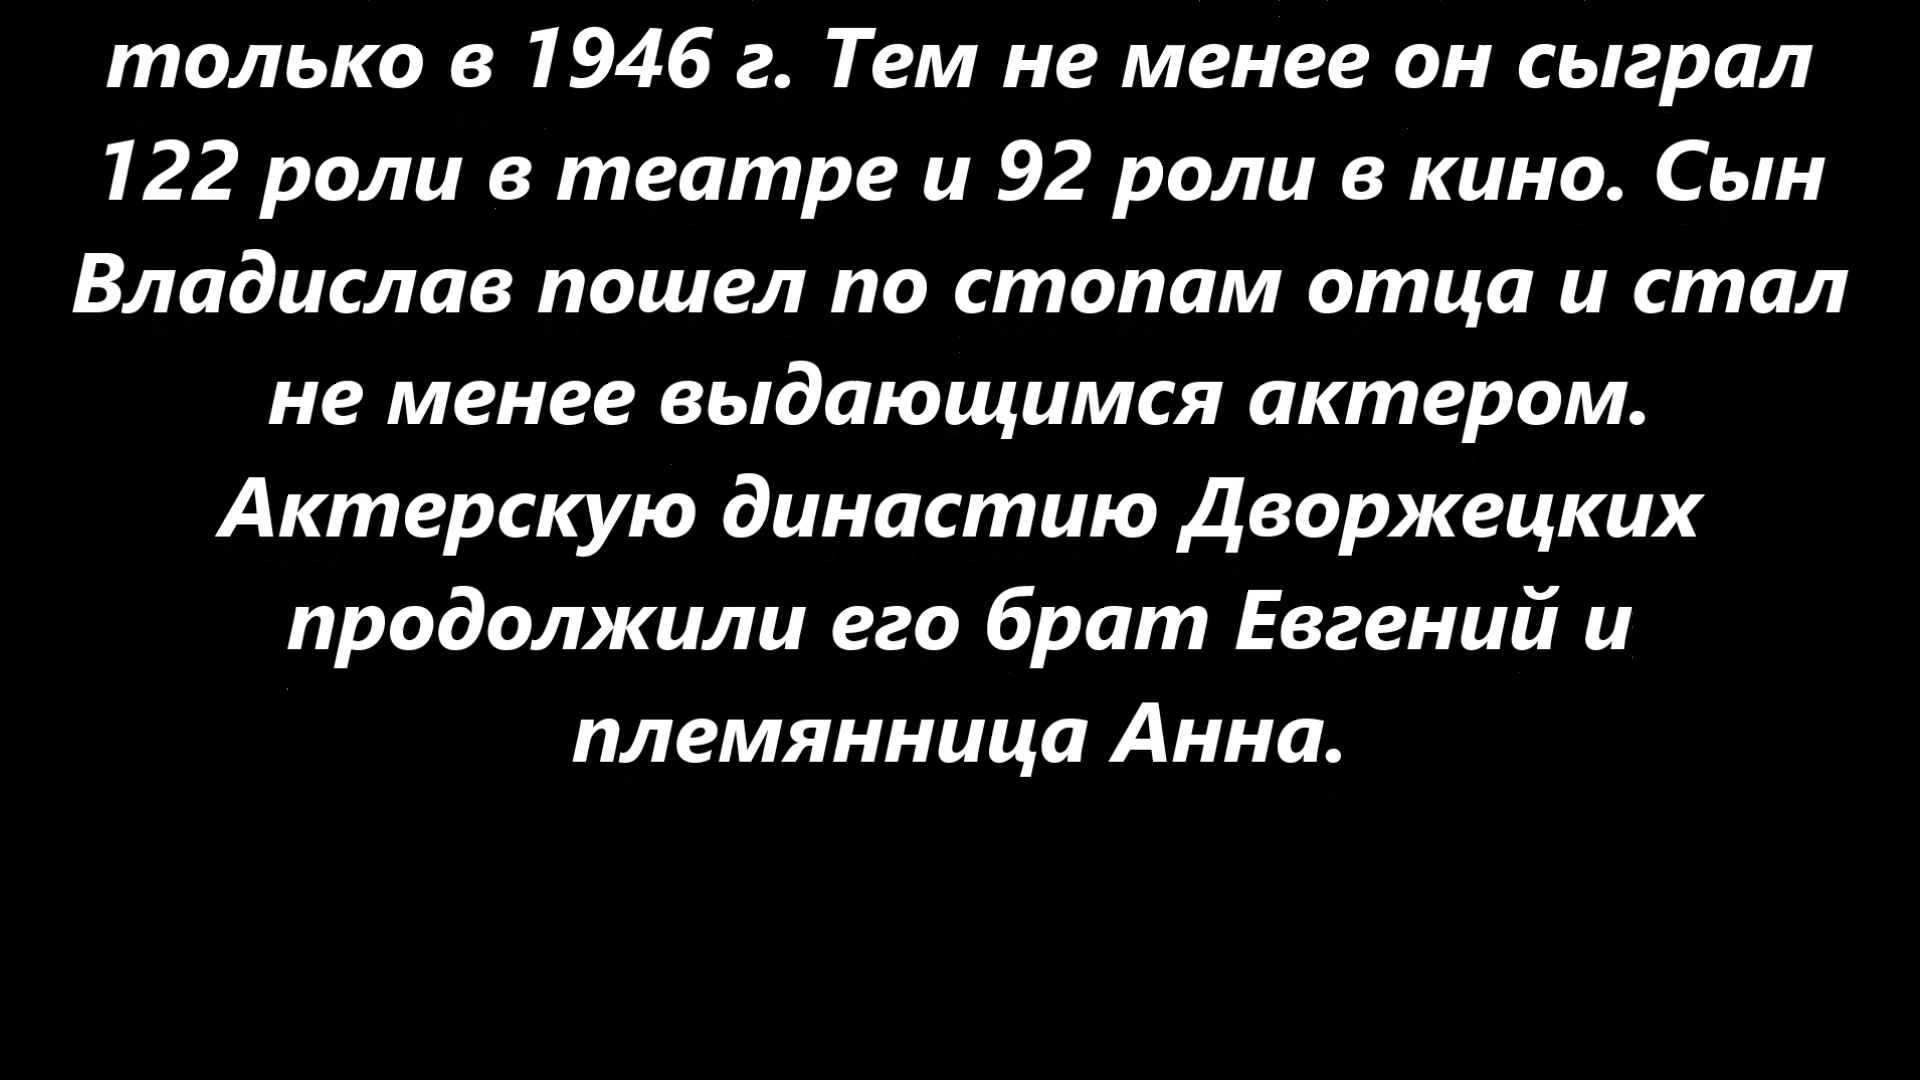 только в 1946 г. Тем не менее он сыграл
122 роли в театре и 92 роли в кино. Сын
Владислав пошел по стопам отца и стал
не менее выдающимся актером.
Актерскую династию Дворжецких
продолжили его брат Евгений и
племянница Анна.